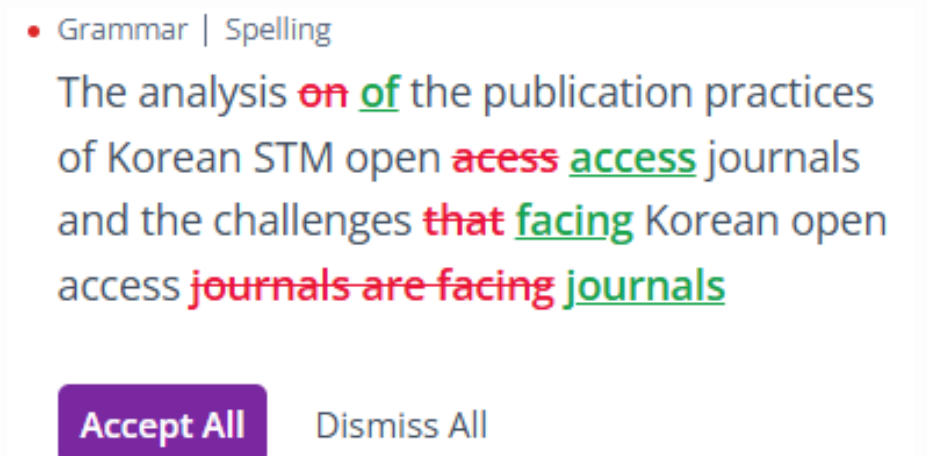 Grammar | Spelling
The analysis on of the publication practices
of Korean STM open acess access journals
and the challenges that facing Korean open
access journals are facing journals
Accept All Dismiss All